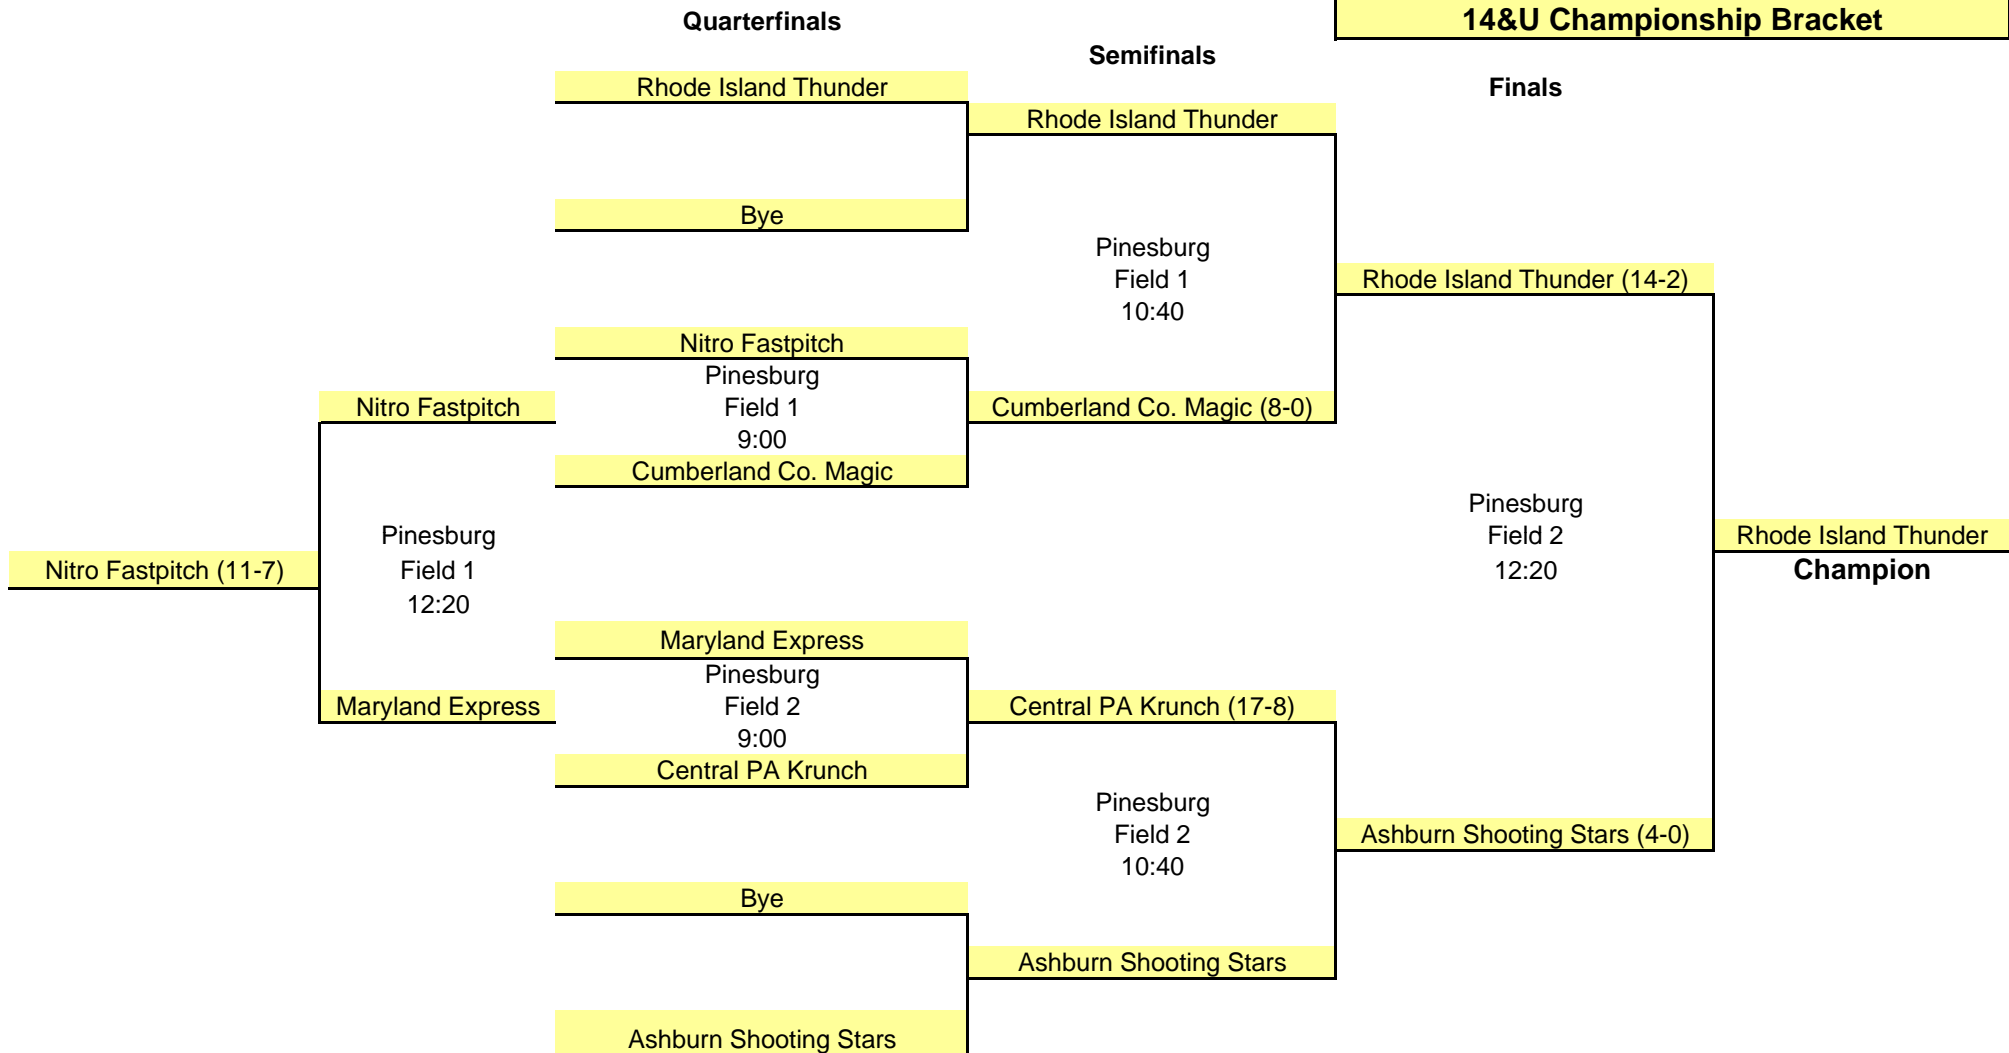 14&U Championship Bracket
Quarterfinals
Semifinals
Finals
Rhode Island Thunder
Rhode Island Thunder
Bye
Pinesburg
Field 1
10:40
Rhode Island Thunder (14-2)
Nitro Fastpitch
Pinesburg
Field 1
9:00
Nitro Fastpitch
Cumberland Co. Magic (8-0)
Cumberland Co. Magic
Pinesburg
Field 1
12:20
Nitro Fastpitch (11-7)
Pinesburg
Field 2
12:20
Rhode Island Thunder
Champion
Maryland Express
Pinesburg
Field 2
9:00
Maryland Express
Central PA Krunch (17-8)
Central PA Krunch
Pinesburg
Field 2
10:40
Ashburn Shooting Stars (4-0)
Bye
Ashburn Shooting Stars
Ashburn Shooting Stars